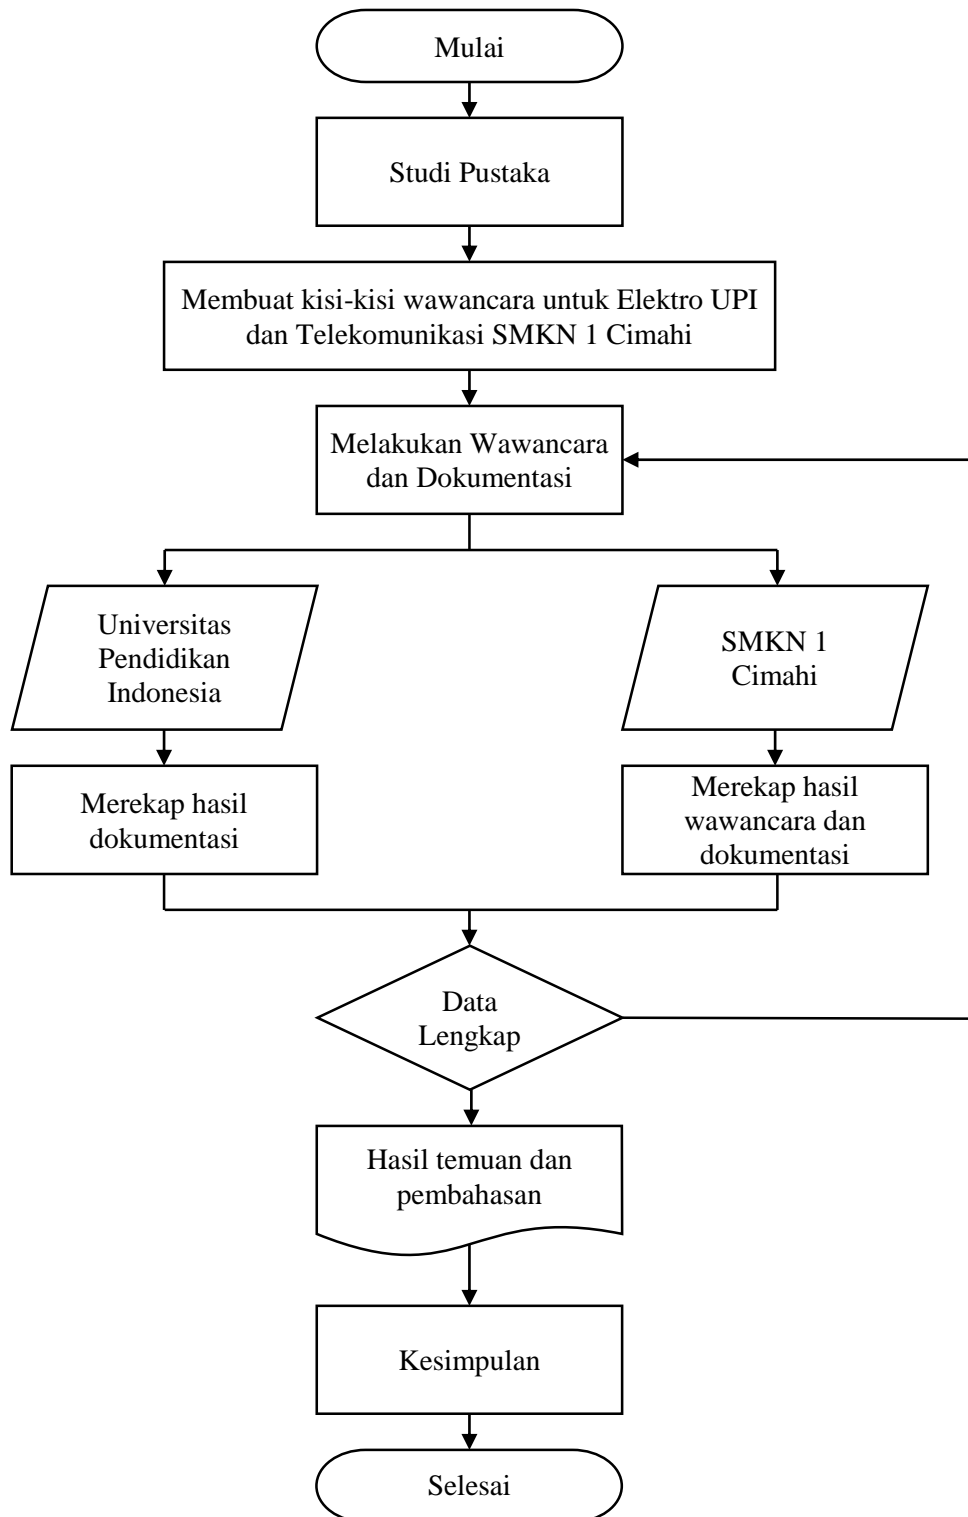 Mulai
Studi Pustaka
Membuat kisi-kisi wawancara untuk Elektro UPI
dan Telekomunikasi SMKN 1 Cimahi
Melakukan Wawancara
dan Dokumentasi
Universitas
Pendidikan
Indonesia
SMKN 1
Cimahi
Merekap hasil
dokumentasi
Merekap hasil
wawancara dan
dokumentasi
Data
Lengkap
Hasil temuan dan
pembahasan
Kesimpulan
Selesai